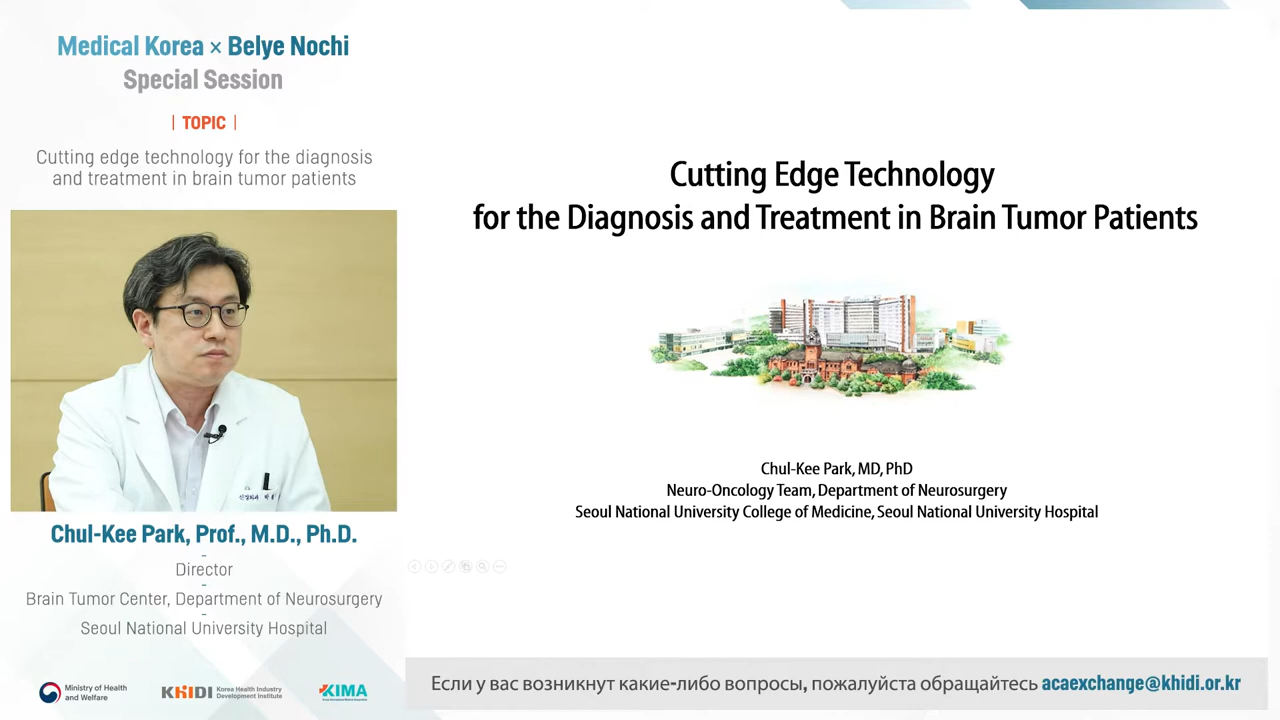 Medical Korea × Belye Nochi
Special Session
| TOPIC |
Cutting edge technology for the diagnosis
and treatment in brain tumor patients
Chul-Kee Park, Prof., M.D., Ph.D.
-
Director
-
Brain Tumor Center, Department of Neurosurgery
-
Seoul National University Hospital
Ministry of Health
and Welfare
KHIDI Korea Health Industry
Development Institute
KIMA
Cutting Edge Technology
for the Diagnosis and Treatment in Brain Tumor Patients
Chul-Kee Park, MD, PhD
Neuro-Oncology Team, Department of Neurosurgery
Seoul National University College of Medicine, Seoul National University Hospital
Если у вас возникнут какие-либо вопросы, пожалуйста обращайтесь acaexchange@khidi.or.kr